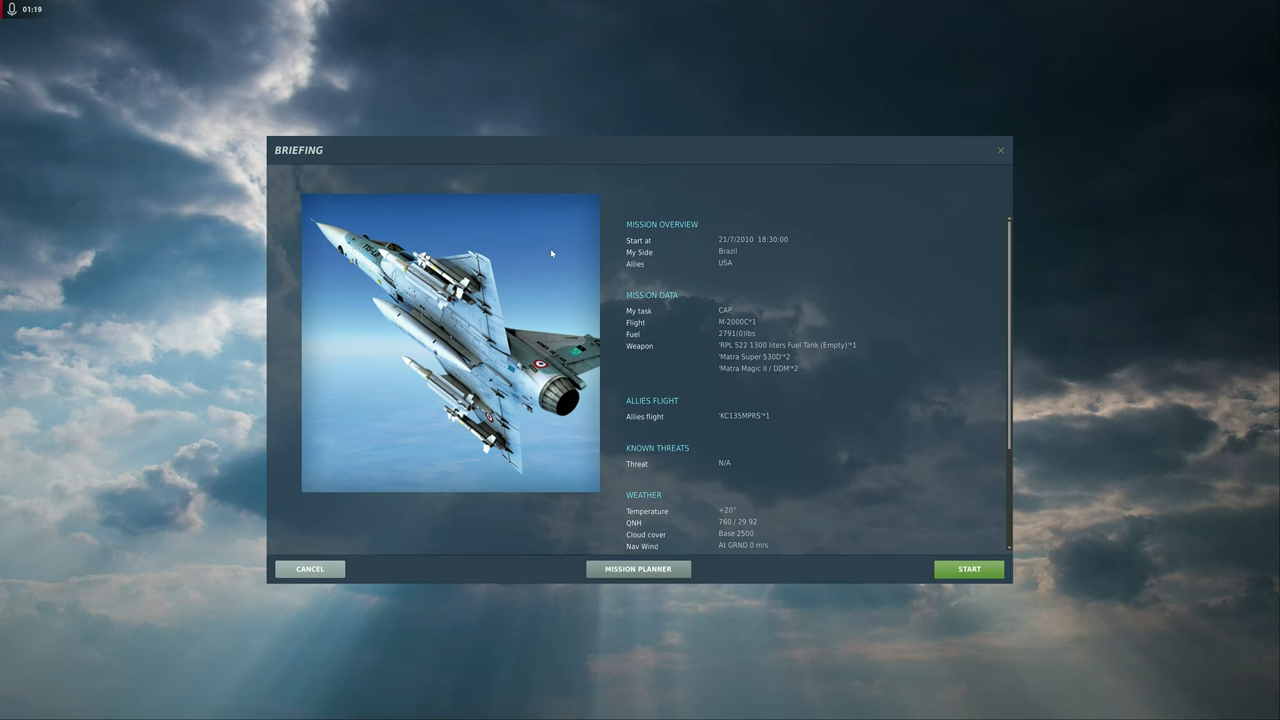 01:19
BRIEFING
MISSION OVERVIEW
Start at 21/7/2010 18:30:00
My Side Brazil
Allies USA
MISSION DATA
My task CAP
Flight M-2000C*1
Fuel 2791(0)lbs
Weapon 'RPL 522 1300 liters Fuel Tank (Empty)'*1
'Matra Super 530D'*2
'Matra Magic II / DDM'*2
ALLIES FLIGHT
Allies flight 'KC135MPRS'*1
KNOWN THREATS
Threat N/A
WEATHER
Temperature +20°
QNH 760 / 29.92
Cloud cover Base 2500
Nav Wind At GRND 0 m/s
CANCEL
MISSION PLANNER
START